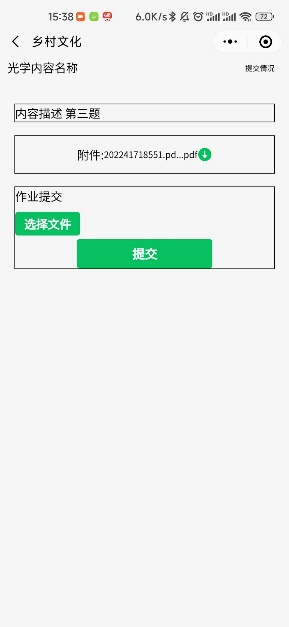 15:38
6.0K/s
72
乡村文化
光学内容名称
提交情况
内容描述 第三题
附件:202241718551.pd...pdf
作业提交
选择文件
提交